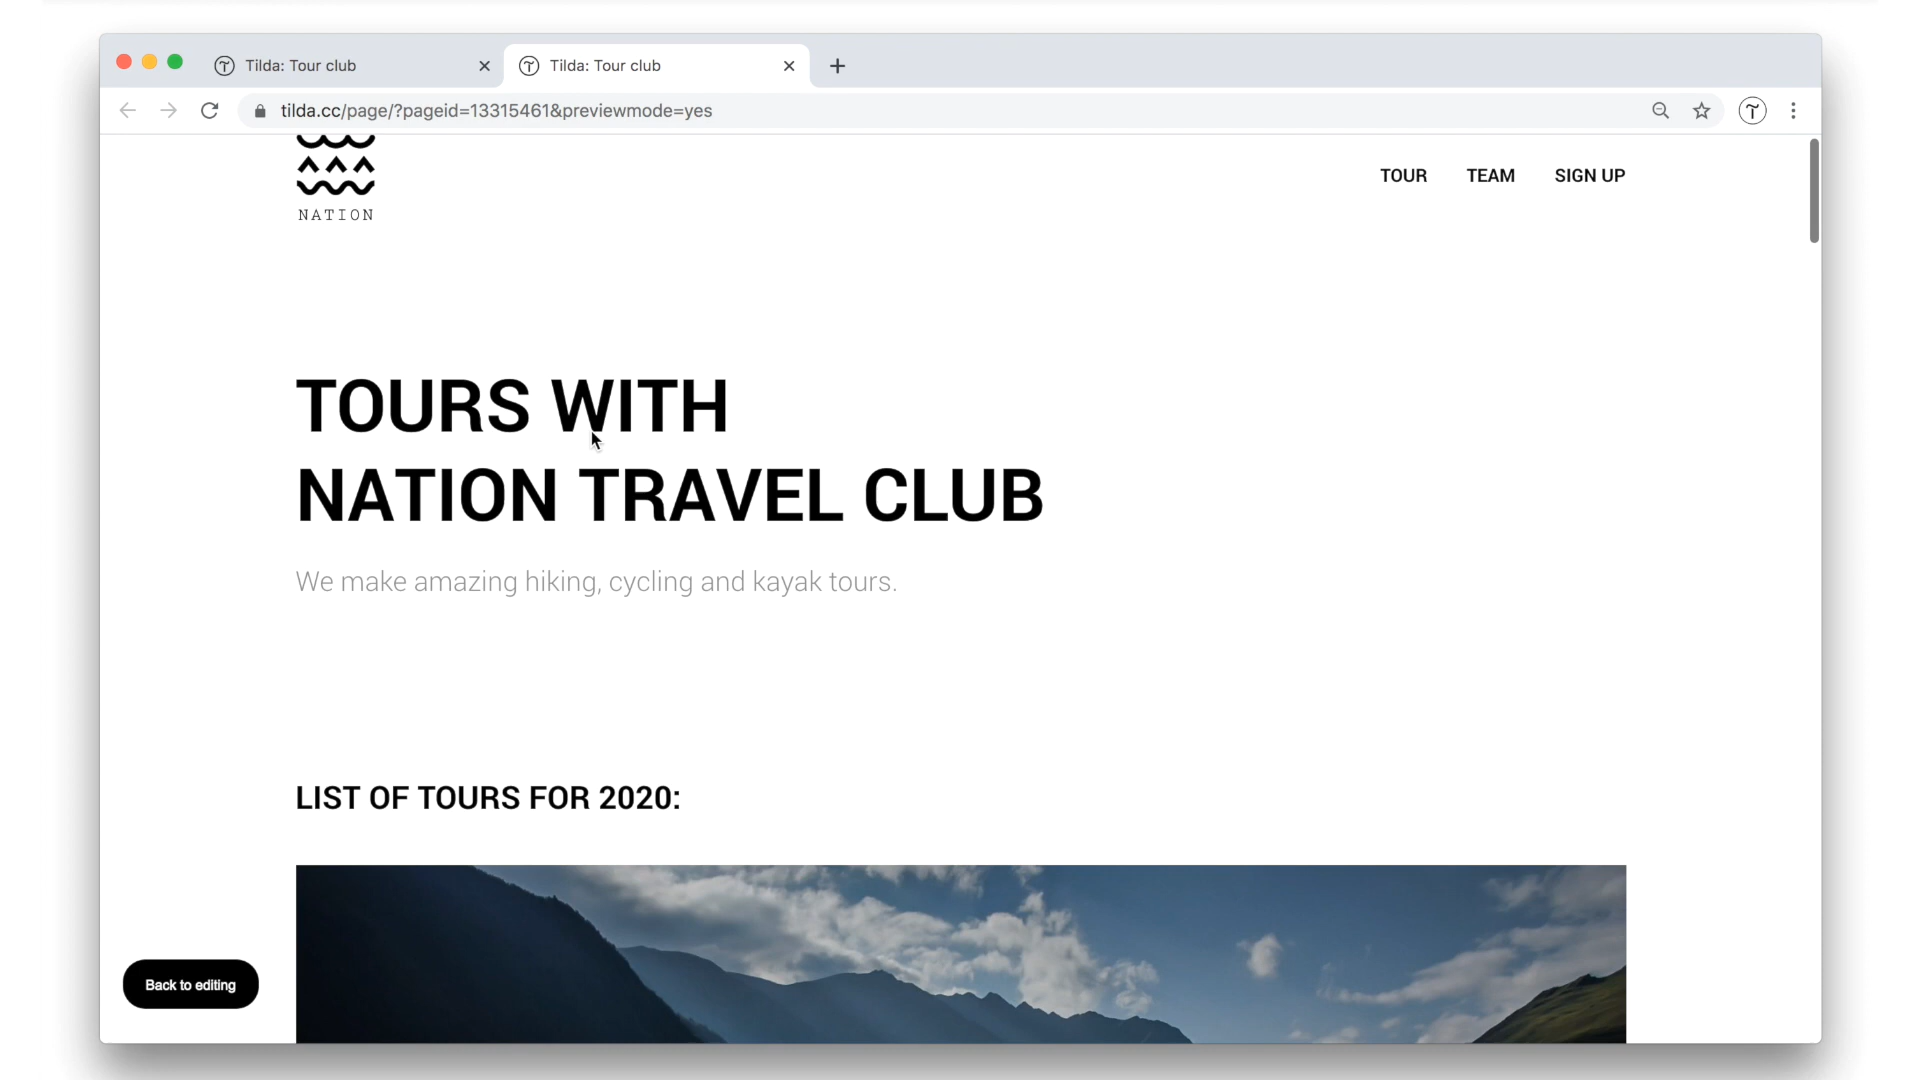 Tilda: Tour club
Tilda: Tour club
tilda.cc/page/?pageid=13315461&previewmode=yes
NATION
TOUR TEAM SIGN UP
TOURS WITH
NATION TRAVEL CLUB
We make amazing hiking, cycling and kayak tours.
LIST OF TOURS FOR 2020:
Back to editing